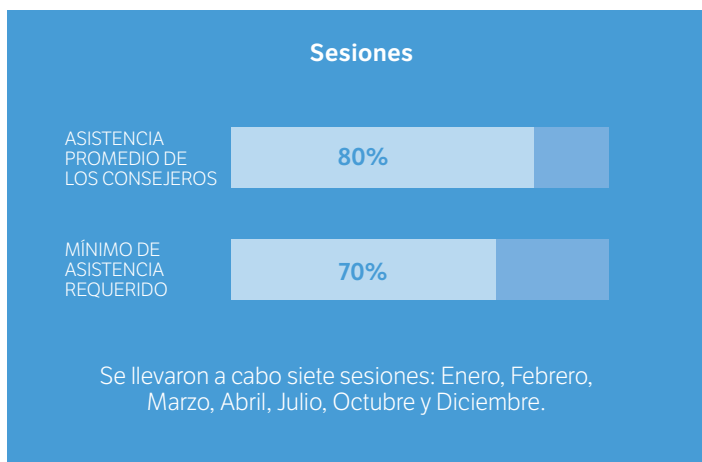 Sesiones
ASISTENCIA
PROMEDIO DE
LOS CONSEJEROS
80%
MÍNIMO DE
ASISTENCIA
REQUERIDO
70%
Se llevaron a cabo siete sesiones: Enero, Febrero,
Marzo, Abril, Julio, Octubre y Diciembre.